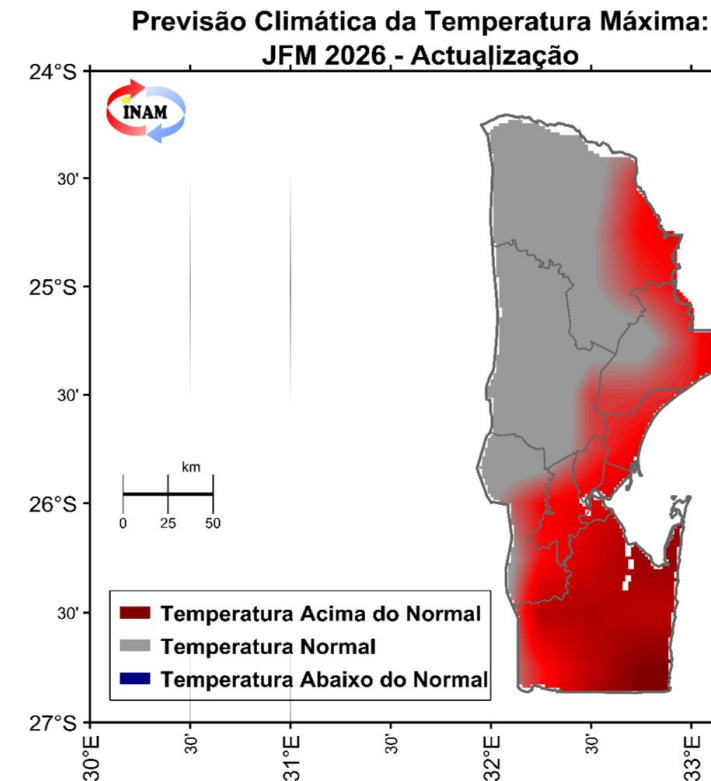 Previsão Climática da Temperatura Máxima:
JFM 2026 - Actualização
24°S
INAM
30'
25°S
30'
km
26°S
0 25 50
30'
Temperatura Acima do Normal
Temperatura Normal
Temperatura Abaixo do Normal
27°S
30°E 30' 31°E 30' 32°E 30' 33°E